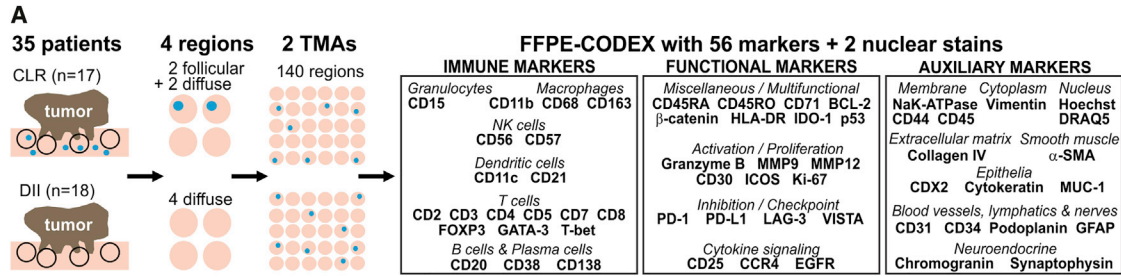 A
35 patients
4 regions
2 TMAs
FFPE-CODEX with 56 markers + 2 nuclear stains
CLR (n=17)
2 follicular
+ 2 diffuse
140 regions
tumor
DII (n=18)
4 diffuse
tumor
IMMUNE MARKERS
Granulocytes Macrophages
CD15 CD11b CD68 CD163
NK cells
CD56 CD57
Dendritic cells
CD11c CD21
T cells
CD2 CD3 CD4 CD5 CD7 CD8
FOXP3 GATA-3 T-bet
B cells & Plasma cells
CD20 CD38 CD138
FUNCTIONAL MARKERS
Miscellaneous / Multifunctional
CD45RA CD45RO CD71 BCL-2
β-catenin HLA-DR IDO-1 p53
Activation / Proliferation
Granzyme B MMP9 MMP12
CD30 ICOS Ki-67
Inhibition / Checkpoint
PD-1 PD-L1 LAG-3 VISTA
Cytokine signaling
CD25 CCR4 EGFR
AUXILIARY MARKERS
Membrane Cytoplasm Nucleus
NaK-ATPase Vimentin Hoechst
CD44 CD45 DRAQ5
Extracellular matrix Smooth muscle
Collagen IV α-SMA
Epithelia
CDX2 Cytokeratin MUC-1
Blood vessels, lymphatics & nerves
CD31 CD34 Podoplanin GFAP
Neuroendocrine
Chromogranin Synaptophysin